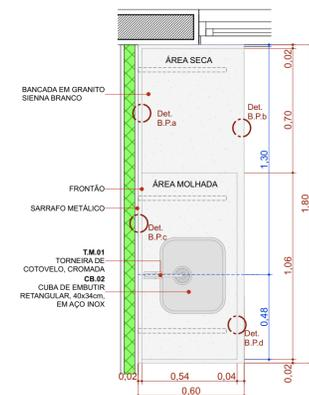 ÁREA SECA
0,02
BANCADA EM GRANITO
SIENNA BRANCO
Det.
B.P.a
Det.
B.P.b
0,70
1,30
FRONTÃO
ÁREA MOLHADA
1,80
SARRAFO METÁLICO
Det.
B.P.c
T.M.01
TORNEIRA DE
COTOVELO, CROMADA
CB.02
CUBA DE EMBUTIR
RETANGULAR, 40x34cm,
EM AÇO INOX
1,06
0,48
Det.
B.P.d
0,02
0,54
0,04
0,02
0,60